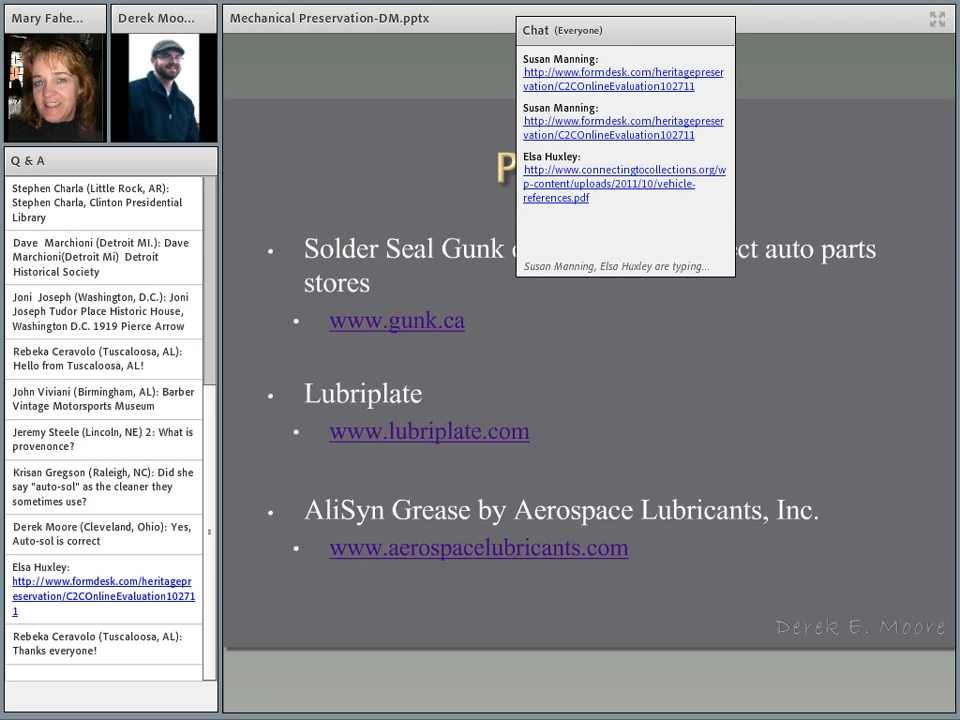 Mary Fahe...
Derek Moo...
Mechanical Preservation-DM.pptx
Q & A
Stephen Charla (Little Rock, AR):
Stephen Charla, Clinton Presidential
Library
Dave Marchioni (Detroit MI.): Dave
Marchioni(Detroit Mi) Detroit
Historical Society
Joni Joseph (Washington, D.C.): Joni
Joseph Tudor Place Historic House,
Washington D.C. 1919 Pierce Arrow
Rebeka Ceravolo (Tuscaloosa, AL):
Hello from Tuscaloosa, AL!
John Viviani (Birmingham, AL): Barber
Vintage Motorsports Museum
Jeremy Steele (Lincoln, NE) 2: What is
provenonce?
Krisan Gregson (Raleigh, NC): Did she
say "auto-sol" as the cleaner they
sometimes use?
Derek Moore (Cleveland, Ohio): Yes,
Auto-sol is correct
Elsa Huxley:
http://www.formdesk.com/heritagepr
eservation/C2COnlineEvaluation10271
1
Rebeka Ceravolo (Tuscaloosa, AL):
Thanks everyone!
Chat (Everyone)
Susan Manning:
http://www.formdesk.com/heritagepreser
vation/C2COnlineEvaluation102711
Susan Manning:
http://www.formdesk.com/heritagepreser
vation/C2COnlineEvaluation102711
Elsa Huxley:
http://www.connectingtocollections.org/w
p-content/uploads/2011/10/vehicle-
references.pdf
Susan Manning, Elsa Huxley are typing...
P
• Solder Seal Gunk auto parts
stores
• www.gunk.ca
• Lubriplate
• www.lubriplate.com
• AliSyn Grease by Aerospace Lubricants, Inc.
• www.aerospacelubricants.com
Derek E. Moore